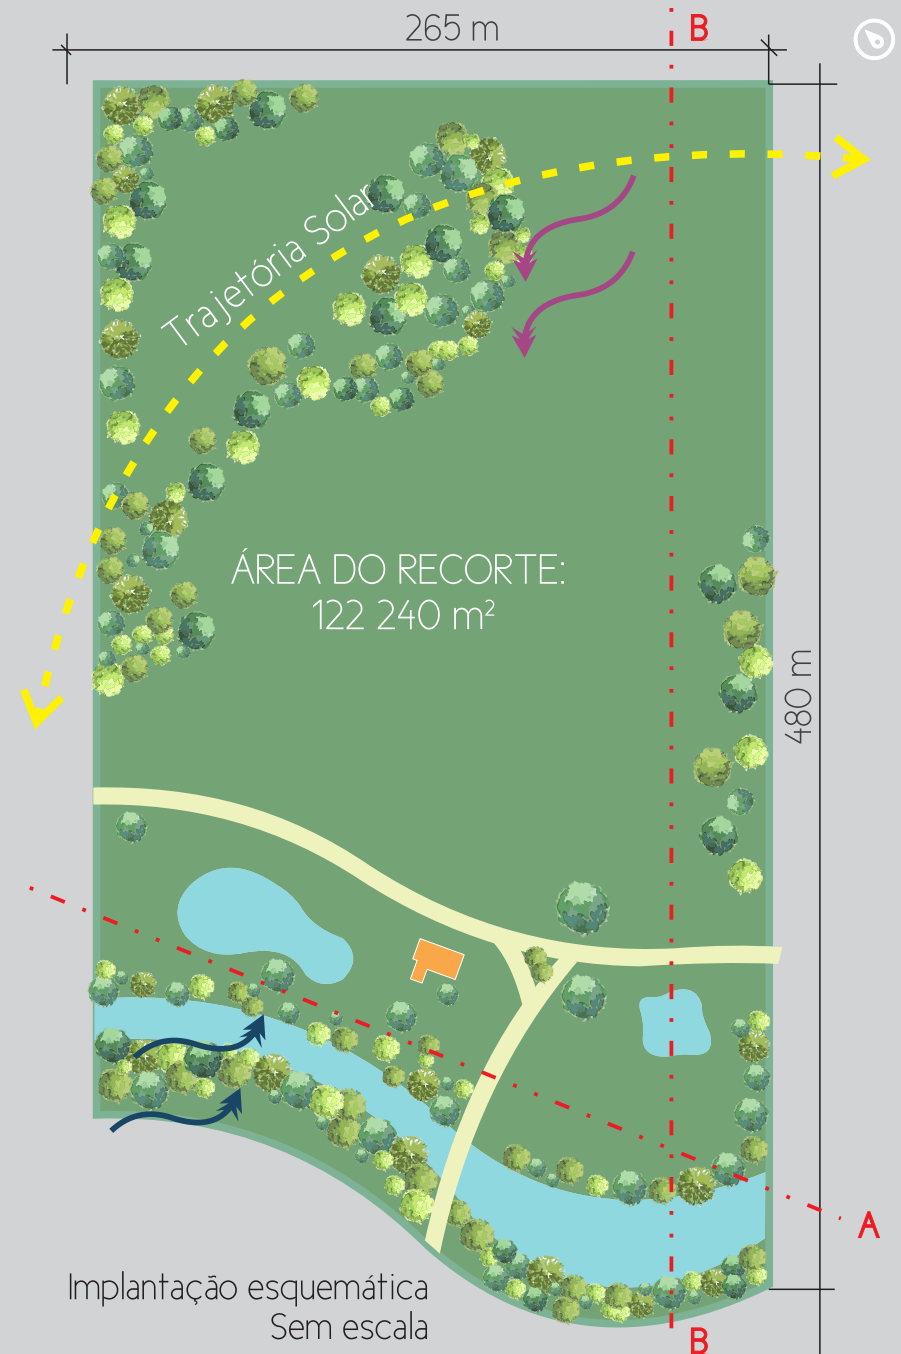 265 m
B
Trajetória Solar
ÁREA DO RECORTE:
122 240 m²
480 m
A
Implantação esquemática
Sem escala
B